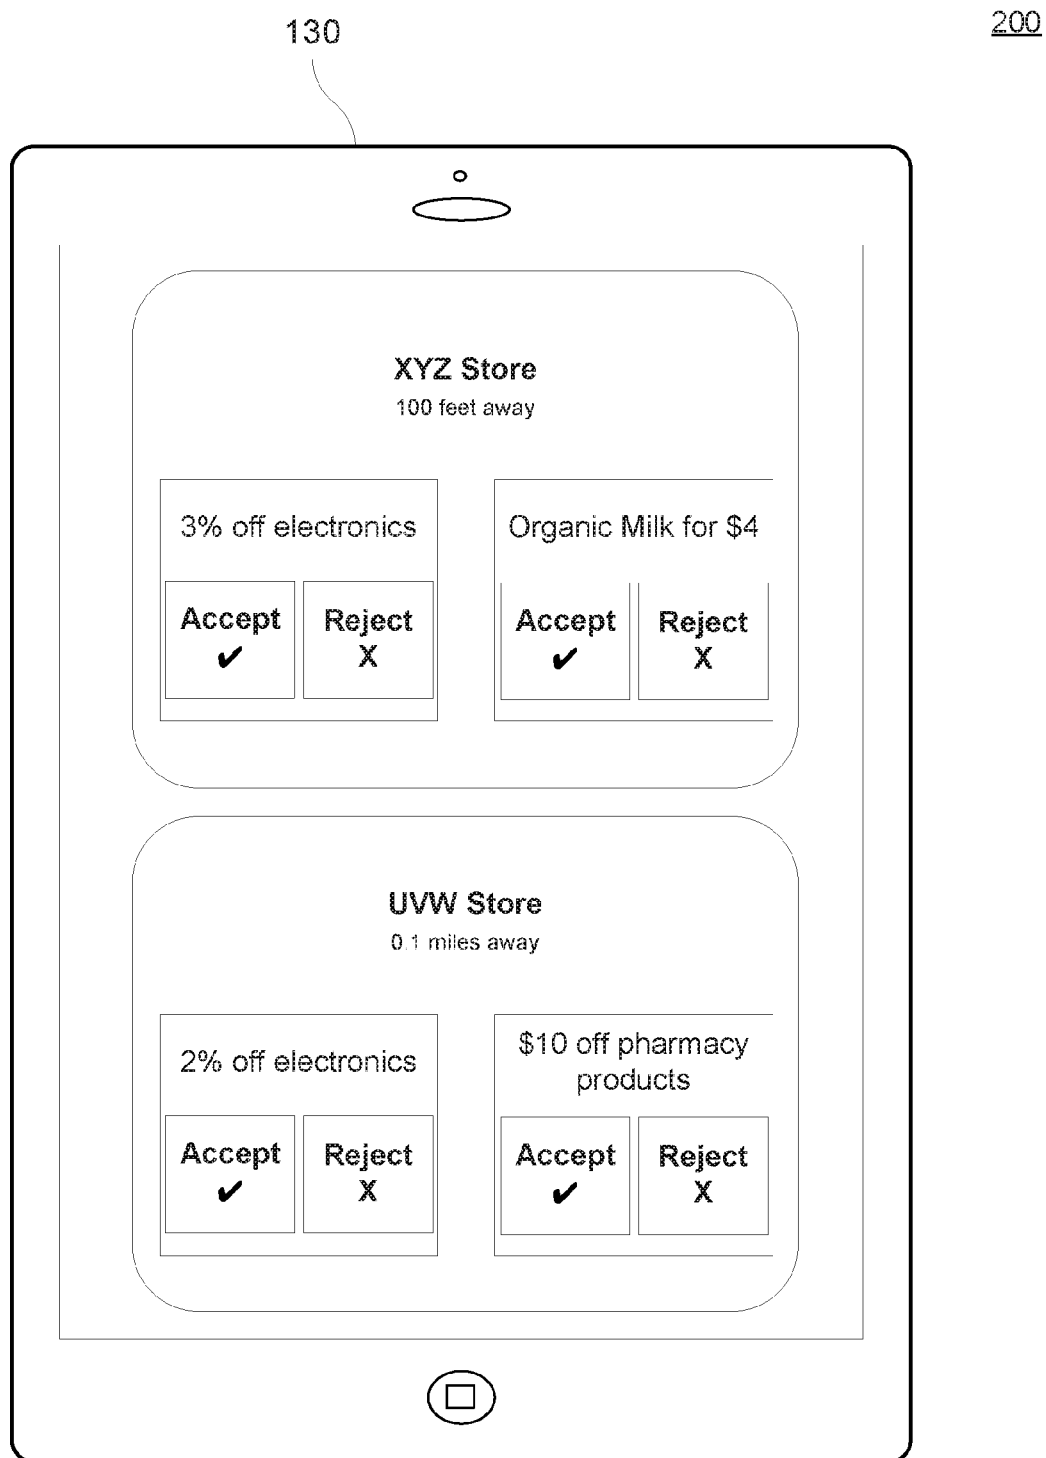 130
200
XYZ Store
100 feet away
3% off electronics
Organic Milk for $4
Accept
Reject
Accept
Reject
✔
X
✔
X
UVW Store
0.1 miles away
2% off electronics
$10 off pharmacy
products
Accept
Reject
Accept
Reject
✔
X
✔
X